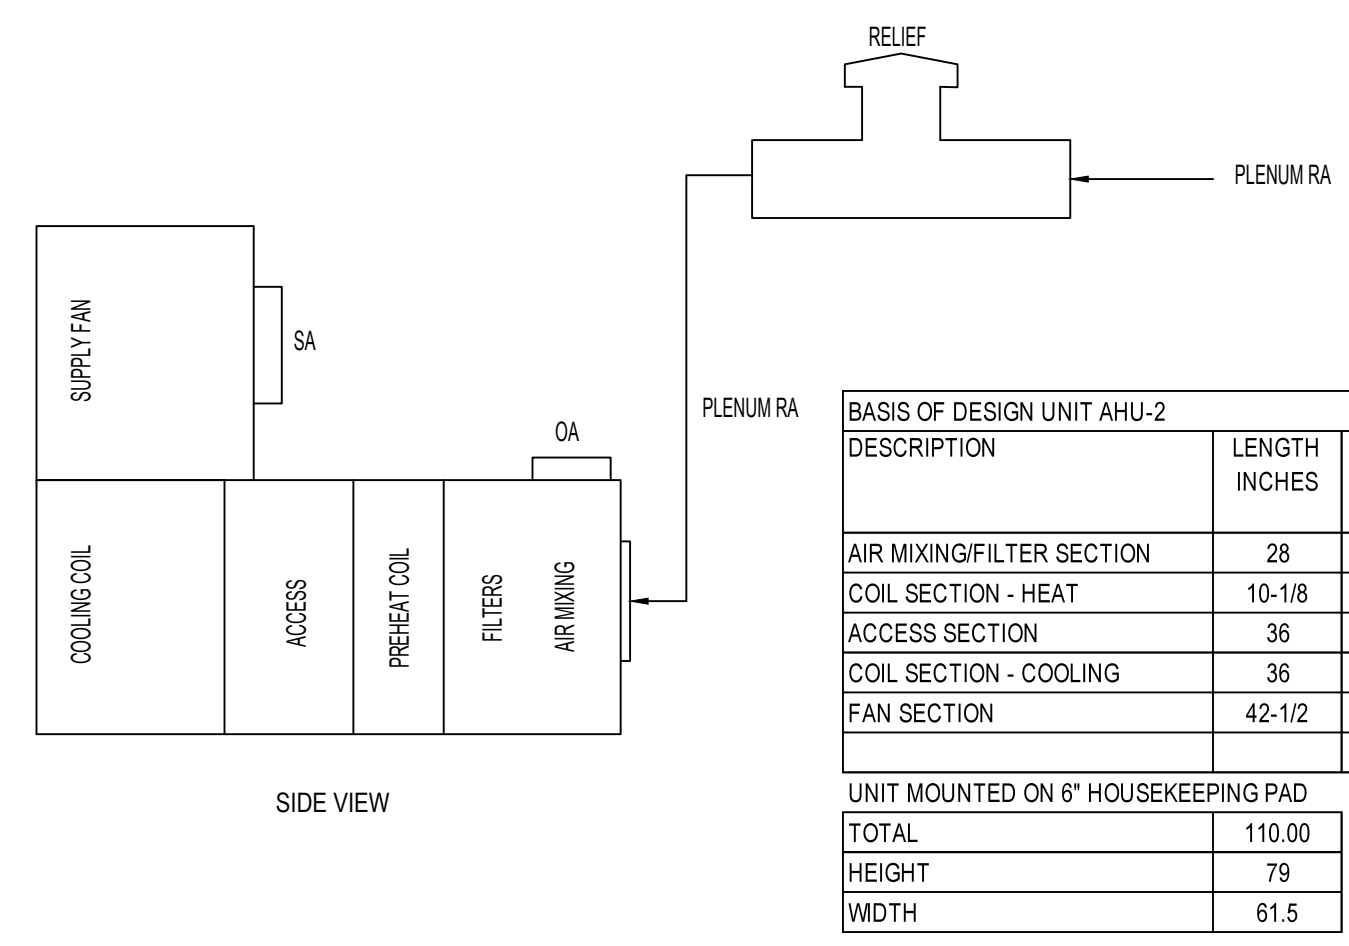 RELIEF
PLENUM RA
SUPPLY FAN
SA
PLENUM RA
OA
COOLING COIL
ACCESS
PREHEAT COIL
FILTERS
AIR MIXING
SIDE VIEW
BASIS OF DESIGN UNIT AHU-2
DESCRIPTION LENGTH
INCHES
AIR MIXING/FILTER SECTION 28
COIL SECTION - HEAT 10-1/8
ACCESS SECTION 36
COIL SECTION - COOLING 36
FAN SECTION 42-1/2
UNIT MOUNTED ON 6" HOUSEKEEPING PAD
TOTAL 110.00
HEIGHT 79
WIDTH 61.5